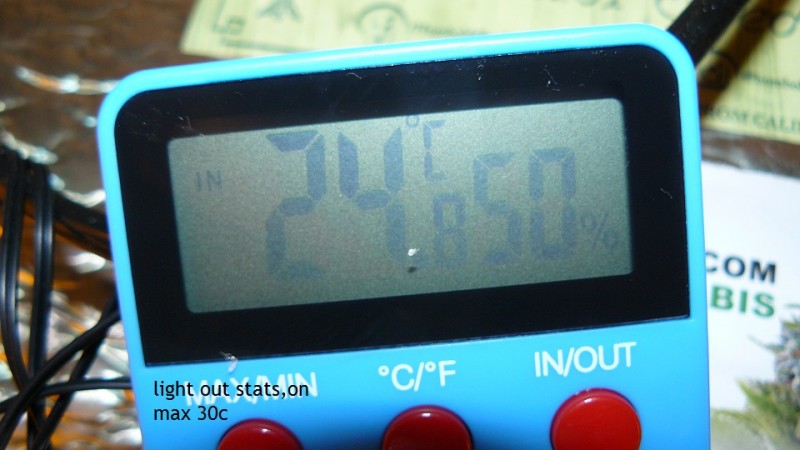 IN 24.8 °C 50%
MAX/MIN °C/°F IN/OUT
light out stats,on
max 30c
COM
BIS